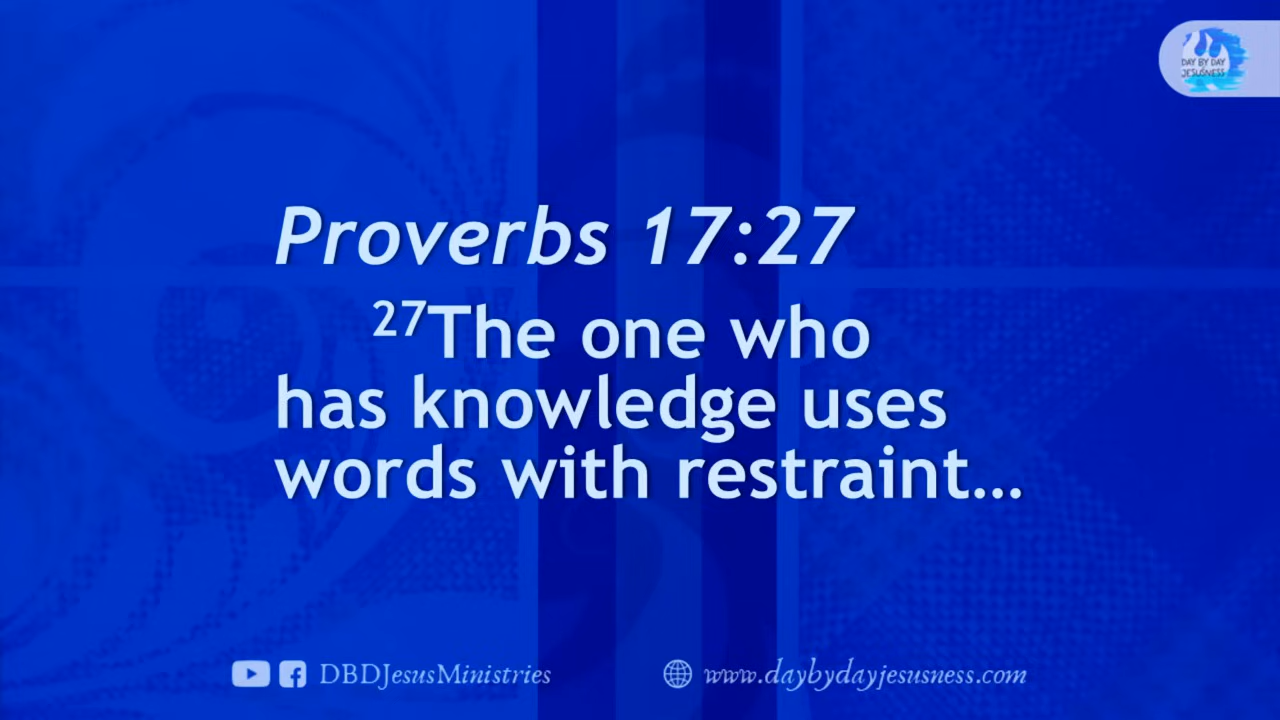 DAY BY DAY
JESUSNESS
Proverbs 17:27
27The one who
has knowledge uses
words with restraint...
DBDJesusMinistries
www.daybydayjesusness.com